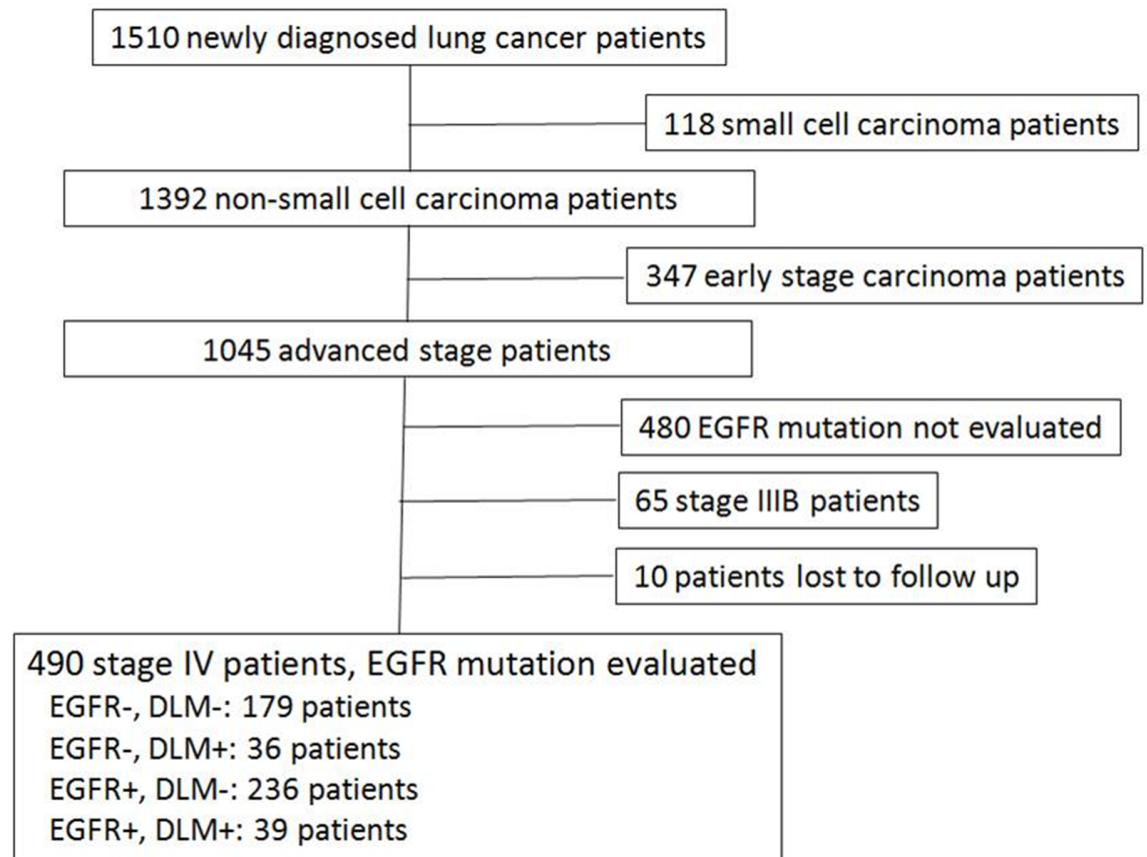 1510 newly diagnosed lung cancer patients
118 small cell carcinoma patients
1392 non-small cell carcinoma patients
347 early stage carcinoma patients
1045 advanced stage patients
480 EGFR mutation not evaluated
65 stage IIIB patients
10 patients lost to follow up
490 stage IV patients, EGFR mutation evaluated
EGFR-, DLM-: 179 patients
EGFR-, DLM+: 36 patients
EGFR+, DLM-: 236 patients
EGFR+, DLM+: 39 patients